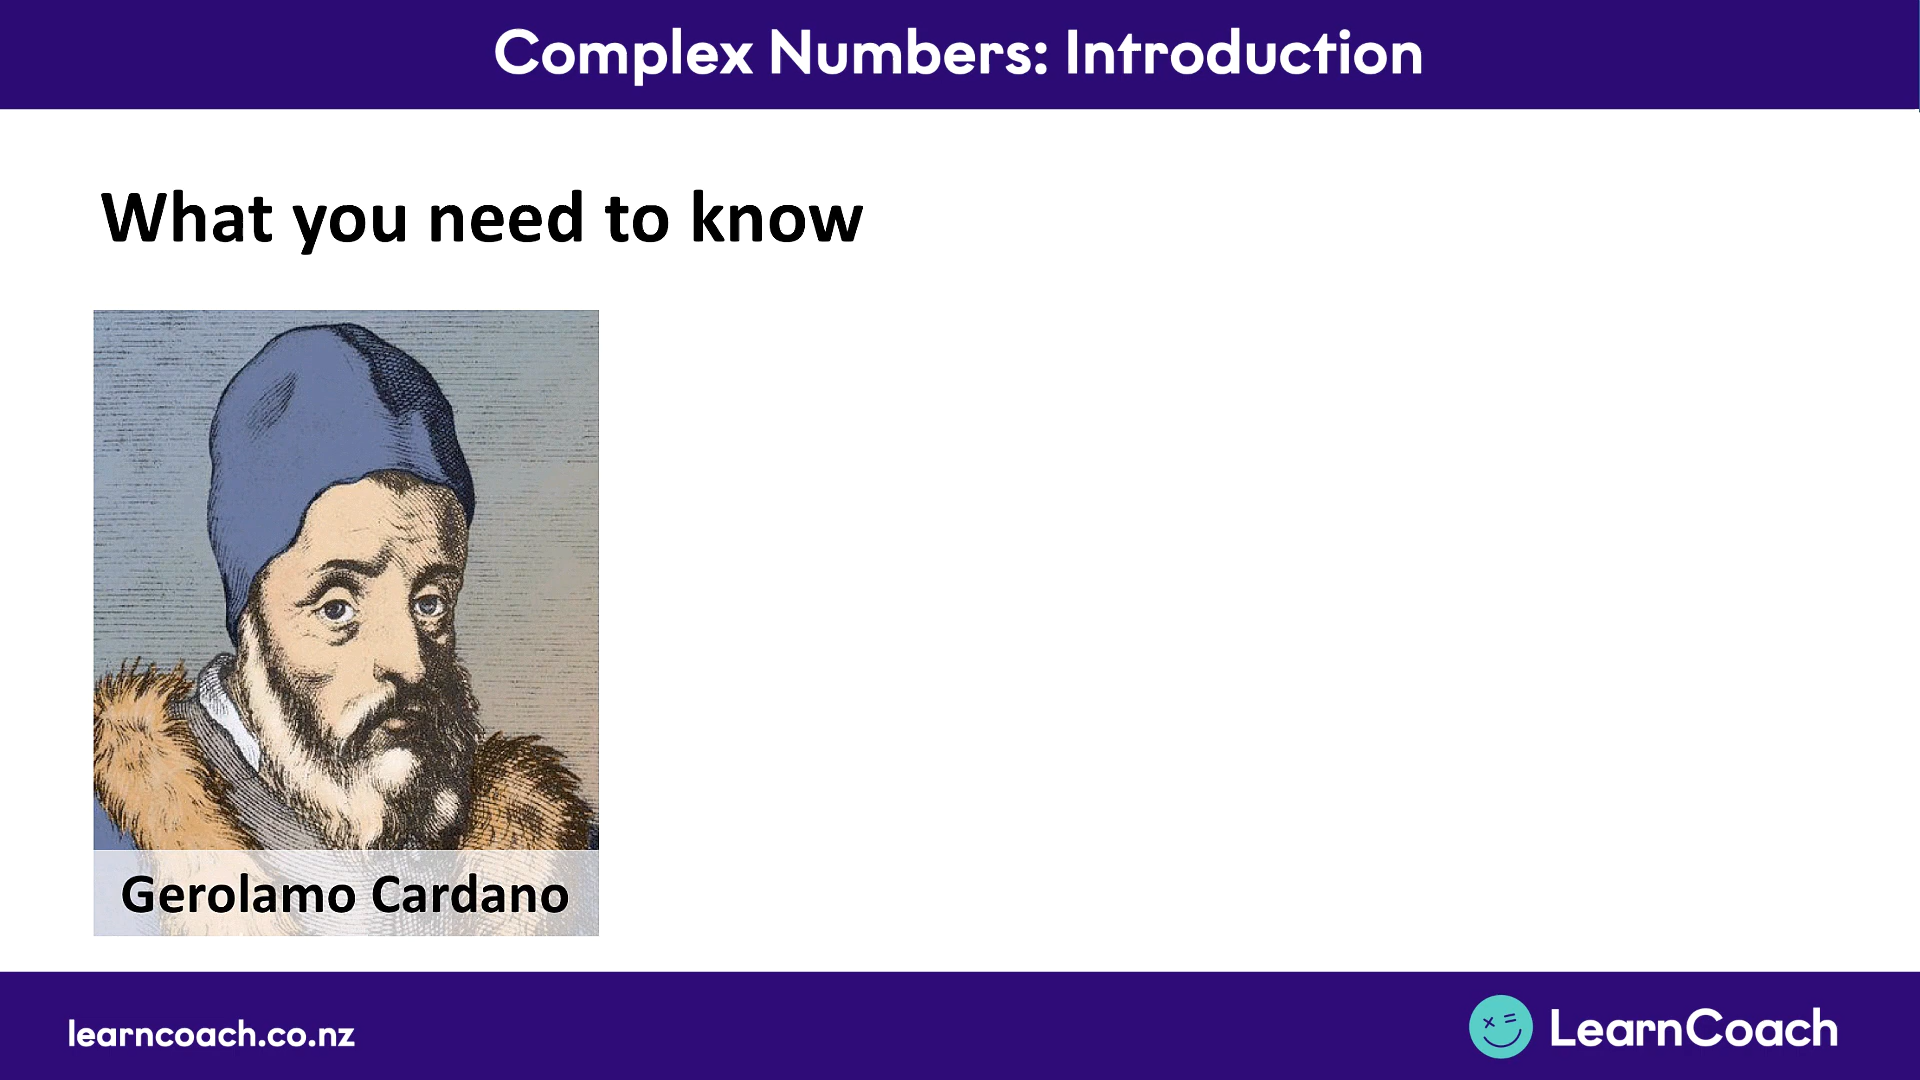 Complex Numbers: Introduction
What you need to know
Gerolamo Cardano
learncoach.co.nz
LearnCoach